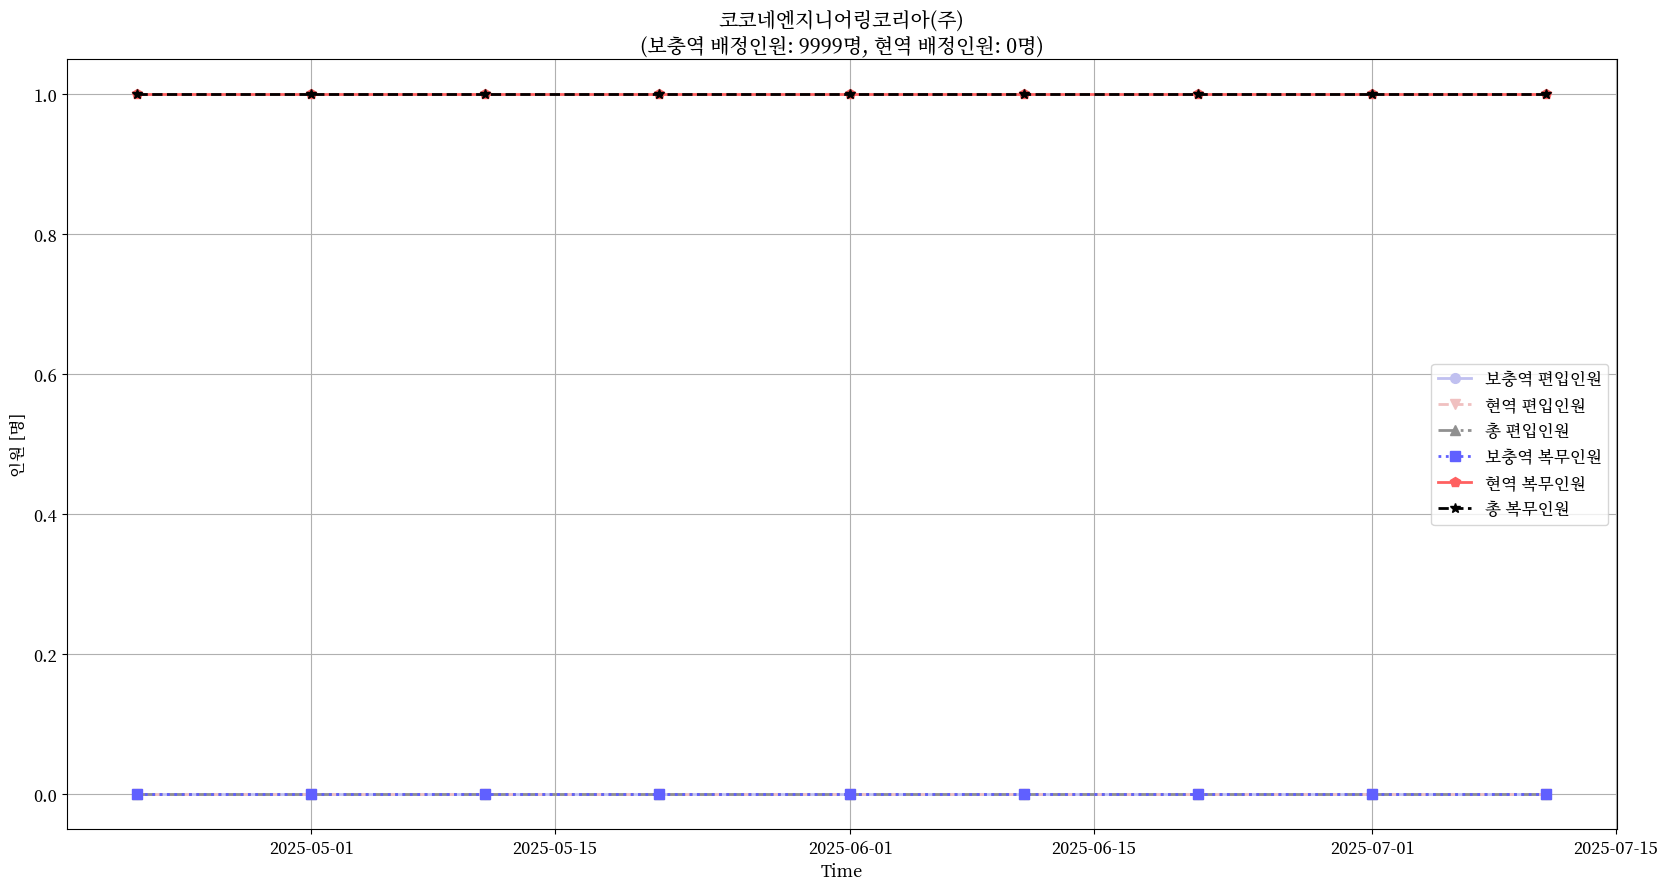 코코네엔지니어링코리아(주)
(보충역 배정인원: 9999명, 현역 배정인원: 0명)
1.0
0.8
0.6
0.4
0.2
0.0
인원 [명]
보충역 편입인원
현역 편입인원
총 편입인원
보충역 복무인원
현역 복무인원
총 복무인원
2025-05-01
2025-05-15
2025-06-01
2025-06-15
2025-07-01
2025-07-15
Time